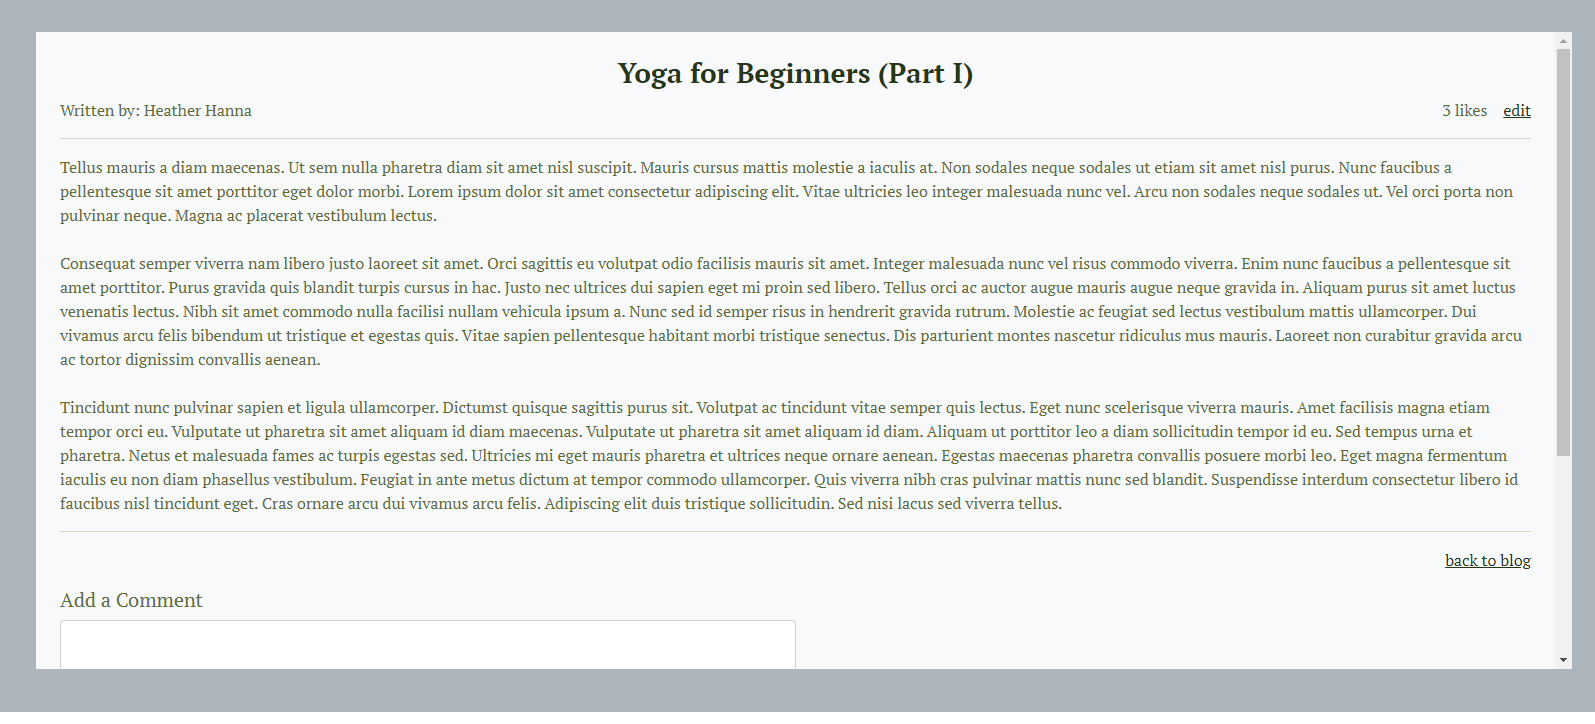 Yoga for Beginners (Part I)
Written by: Heather Hanna
3 likes edit
Tellus mauris a diam maecenas. Ut sem nulla pharetra diam sit amet nisl suscipit. Mauris cursus mattis molestie a iaculis at. Non sodales neque sodales ut etiam sit amet nisl purus. Nunc faucibus a
pellentesque sit amet porttitor eget dolor morbi. Lorem ipsum dolor sit amet consectetur adipiscing elit. Vitae ultricies leo integer malesuada nunc vel. Arcu non sodales neque sodales ut. Vel orci porta non
pulvinar neque. Magna ac placerat vestibulum lectus.
Consequat semper viverra nam libero justo laoreet sit amet. Orci sagittis eu volutpat odio facilisis mauris sit amet. Integer malesuada nunc vel risus commodo viverra. Enim nunc faucibus a pellentesque sit
amet porttitor. Purus gravida quis blandit turpis cursus in hac. Justo nec ultrices dui sapien eget mi proin sed libero. Tellus orci ac auctor augue mauris augue neque gravida in. Aliquam purus sit amet luctus
venenatis lectus. Nibh sit amet commodo nulla facilisi nullam vehicula ipsum a. Nunc sed id semper risus in hendrerit gravida rutrum. Molestie ac feugiat sed lectus vestibulum mattis ullamcorper. Dui
vivamus arcu felis bibendum ut tristique et egestas quis. Vitae sapien pellentesque habitant morbi tristique senectus. Dis parturient montes nascetur ridiculus mus mauris. Laoreet non curabitur gravida arcu
ac tortor dignissim convallis aenean.
Tincidunt nunc pulvinar sapien et ligula ullamcorper. Dictumst quisque sagittis purus sit. Volutpat ac tincidunt vitae semper quis lectus. Eget nunc scelerisque viverra mauris. Amet facilisis magna etiam
tempor orci eu. Vulputate ut pharetra sit amet aliquam id diam maecenas. Vulputate ut pharetra sit amet aliquam id diam. Aliquam ut porttitor leo a diam sollicitudin tempor id eu. Sed tempus urna et
pharetra. Netus et malesuada fames ac turpis egestas sed. Ultricies mi eget mauris pharetra et ultrices neque ornare aenean. Egestas maecenas pharetra convallis posuere morbi leo. Eget magna fermentum
iaculis eu non diam phasellus vestibulum. Feugiat in ante metus dictum at tempor commodo ullamcorper. Quis viverra nibh cras pulvinar mattis nunc sed blandit. Suspendisse interdum consectetur libero id
faucibus nisl tincidunt eget. Cras ornare arcu dui vivamus arcu felis. Adipiscing elit duis tristique sollicitudin. Sed nisi lacus sed viverra tellus.
back to blog
Add a Comment